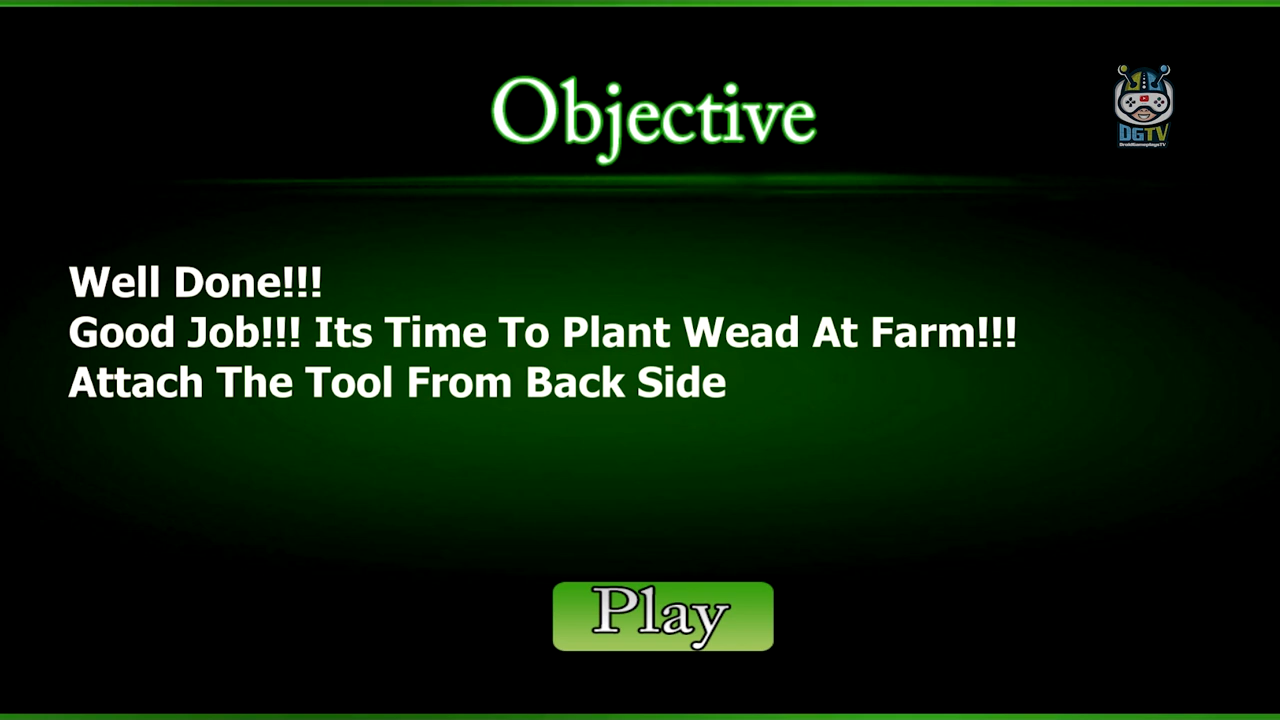 Objective
DGTV
DroidGameplaysTV
Well Done!!!
Good Job!!! Its Time To Plant Wead At Farm!!!
Attach The Tool From Back Side
Play